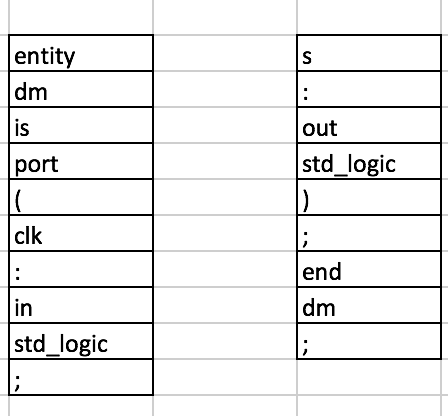 entity
dm
is
port
(
clk
:
in
std_logic
;
s
:
out
std_logic
)
;
end
dm
;